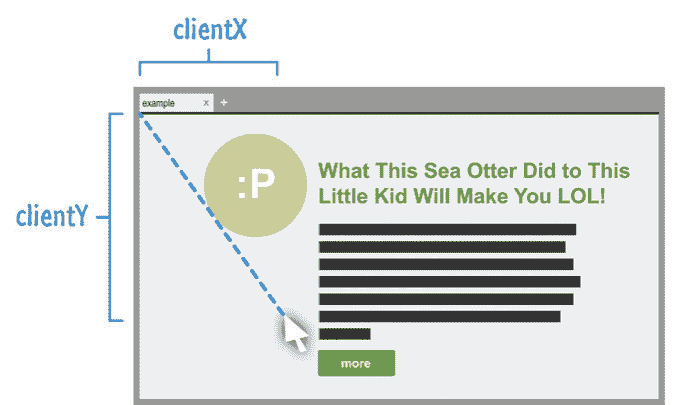 clientX
example x +
clientY
:P
What This Sea Otter Did to This
Little Kid Will Make You LOL!
more